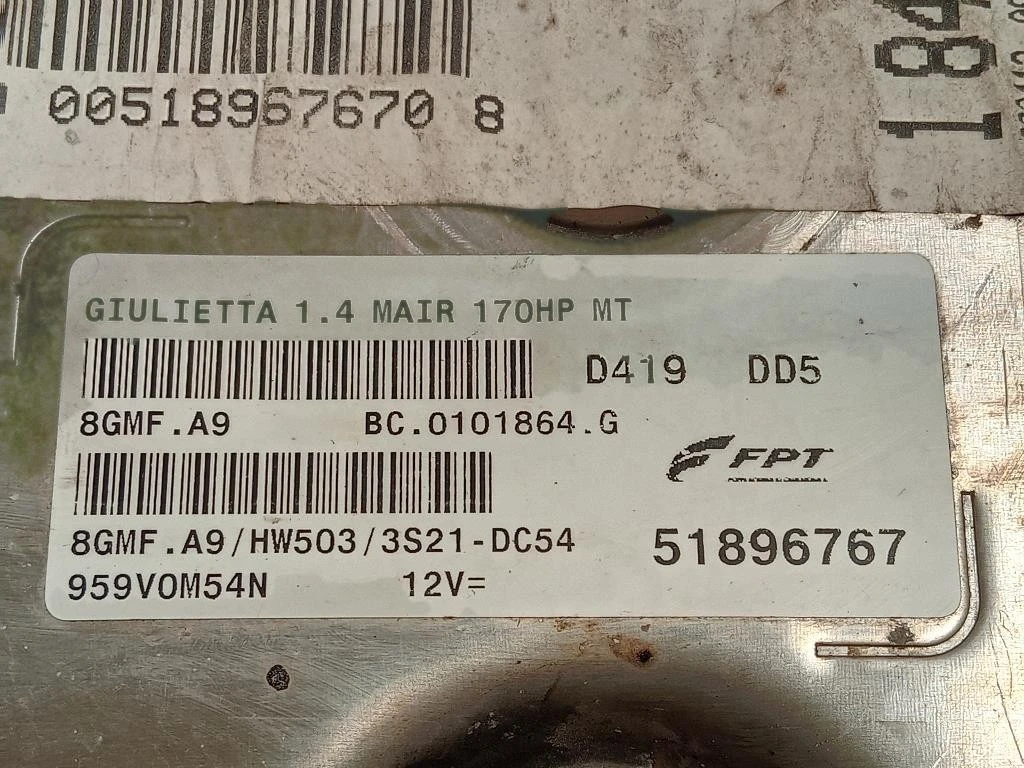 00518967670 8
184
GIULIETTA 1.4 MAIR 170HP MT
D419 DD5
8GMF.A9 BC.0101864.G
FPT
8GMF.A9/HW503/3S21-DC54
51896767
959VOM54N 12V=